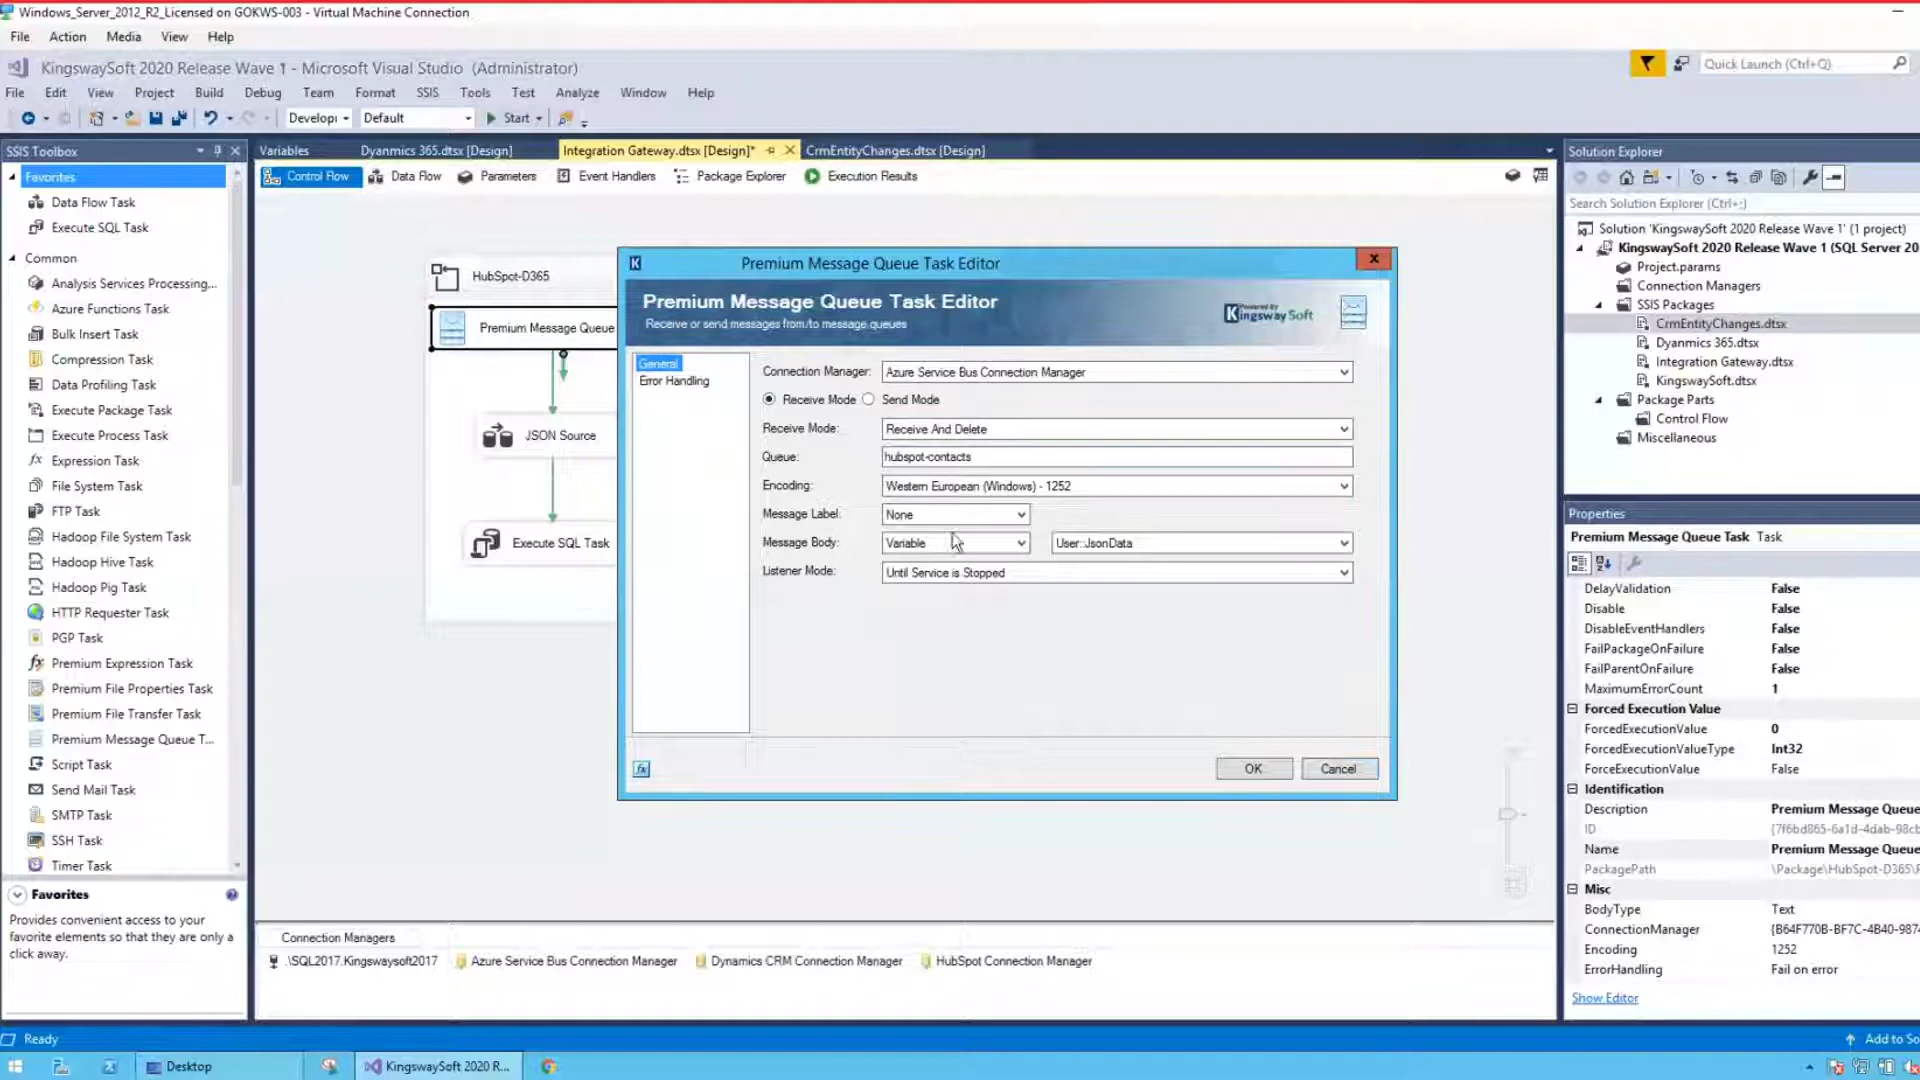 Windows_Server_2012_R2_Licensed on GOKWS-003 - Virtual Machine Connection
File Action Media View Help
KingswaySoft 2020 Release Wave 1 - Microsoft Visual Studio (Administrator)
Quick Launch (Ctrl+Q)
File Edit View Project Build Debug Team Format SSIS Tools Test Analyze Window Help
Develop Default Start
SSIS Toolbox
Variables Dyanmics 365.dtsx [Design] Integration Gateway.dtsx [Design]* CrmEntityChanges.dtsx [Design]
Control Flow Data Flow Parameters Event Handlers Package Explorer Execution Results
Favorites
Data Flow Task
Execute SQL Task
Common
Analysis Services Processing...
Azure Functions Task
Bulk Insert Task
Compression Task
Data Profiling Task
Execute Package Task
Execute Process Task
Expression Task
File System Task
FTP Task
Hadoop File System Task
Hadoop Hive Task
Hadoop Pig Task
HTTP Requester Task
PGP Task
Premium Expression Task
Premium File Properties Task
Premium File Transfer Task
Premium Message Queue T...
Script Task
Send Mail Task
SMTP Task
SSH Task
Timer Task
Favorites
Provides convenient access to your
favorite elements so that they are only a
click away.
HubSpot-D365
Premium Message Queue
JSON Source
Execute SQL Task
Premium Message Queue Task Editor
Premium Message Queue Task Editor
Receive or send messages from/to message queues
Powered By
KingswaySoft
General
Error Handling
Connection Manager: Azure Service Bus Connection Manager
Receive Mode Send Mode
Receive Mode: Receive And Delete
Queue: hubspot-contacts
Encoding: Western European (Windows) - 1252
Message Label: None
Message Body: Variable User::JsonData
Listener Mode: Until Service is Stopped
OK Cancel
Connection Managers
.\SQL2017.Kingswaysoft2017 Azure Service Bus Connection Manager Dynamics CRM Connection Manager HubSpot Connection Manager
Solution Explorer
Search Solution Explorer (Ctrl+;)
Solution 'KingswaySoft 2020 Release Wave 1' (1 project)
KingswaySoft 2020 Release Wave 1 (SQL Server 20
Project.params
Connection Managers
SSIS Packages
CrmEntityChanges.dtsx
Dyanmics 365.dtsx
Integration Gateway.dtsx
KingswaySoft.dtsx
Package Parts
Control Flow
Miscellaneous
Properties
Premium Message Queue Task Task
DelayValidation False
Disable False
DisableEventHandlers False
FailPackageOnFailure False
FailParentOnFailure False
MaximumErrorCount 1
Forced Execution Value
ForcedExecutionValue 0
ForcedExecutionValueType Int32
ForceExecutionValue False
Identification
Description Premium Message Queue
ID {7f6bd865-6a1d-4dab-98cb
Name Premium Message Queue
PackagePath \Package\HubSpot-D365\
Misc
BodyType Text
ConnectionManager {B64F770B-BF7C-4B40-987
Encoding 1252
ErrorHandling Fail on error
Show Editor
Ready
Add to So
Desktop KingswaySoft 2020 R...